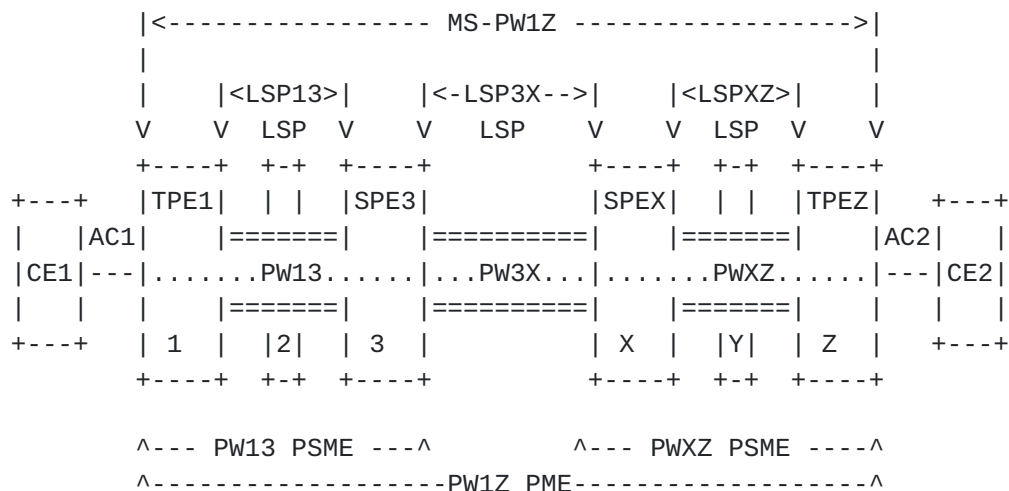 |<----------------- MS-PW1Z ------------------>|
|                                              |
|    |<LSP13>|    |<-LSP3X-->|    |<LSPXZ>|    |
V    V  LSP  V    V   LSP    V    V  LSP  V    V
+----+  +-+  +----+          +----+  +-+  +----+
+---+   |TPE1|  | |  |SPE3|          |SPEX|  | |  |TPEZ|   +---+
|   |AC1|    |=======|    |==========|    |=======|    |AC2|   |
|CE1|---|.......PW13......|...PW3X...|.......PWXZ......|---|CE2|
|   |   |    |=======|    |==========|    |=======|    |   |   |
+---+   | 1  |  |2|  | 3  |          | X  |  |Y|  | Z  |   +---+
+----+  +-+  +----+          +----+  +-+  +----+
^--- PW13 PSME ---^         ^--- PWXZ PSME ----^
^-------------------PW1Z PME-------------------^